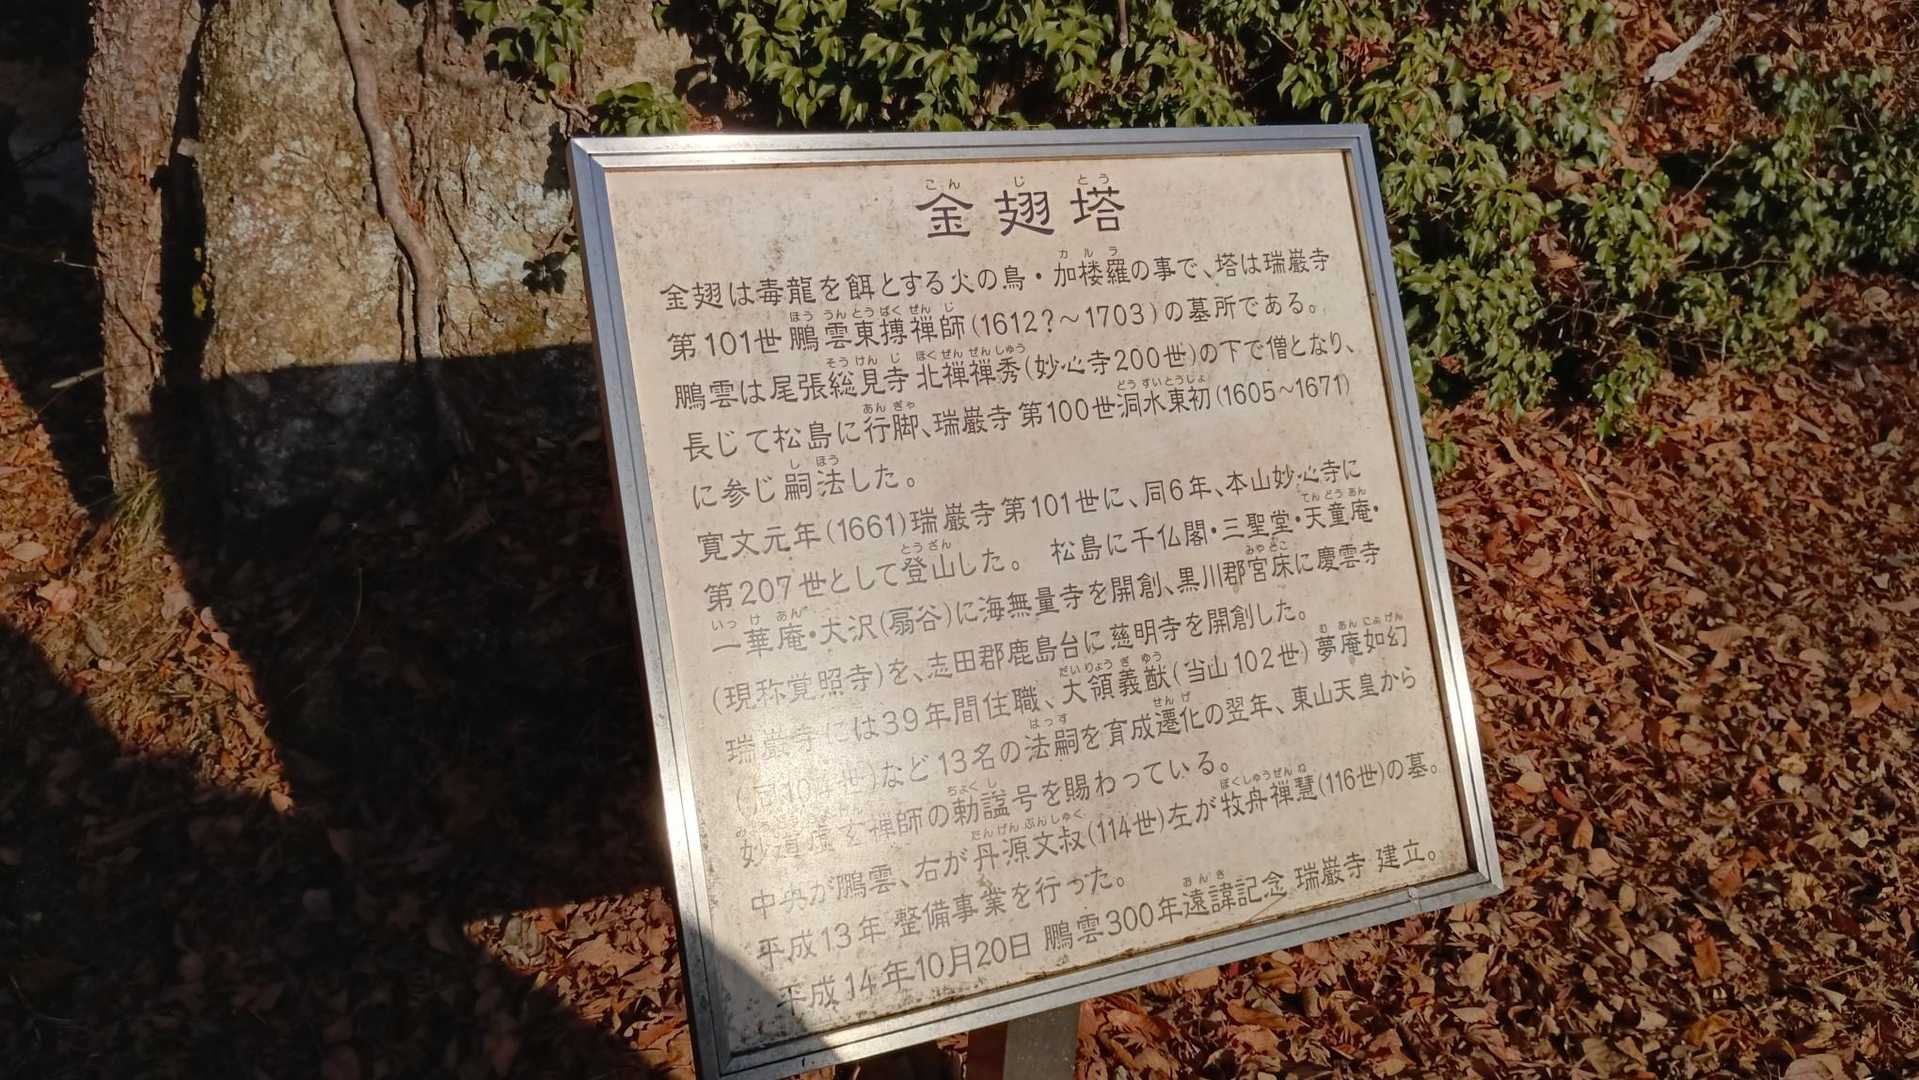 金翅塔
金翅は毒龍を餌とする火の鳥・加楼羅の事で、塔は瑞巌寺
第101世鵬雲東搏禅師(1612?～1703)の墓所である。
鵬雲は尾張総見寺北禅禅秀(妙心寺200世)の下で僧となり、
長じて松島に行脚、瑞巌寺第100世洞水東初(1605～1671)
に参じ嗣法した。
寛文元年(1661)瑞巌寺第101世に、同6年、本山妙心寺に
第207世として登山した。 松島に千仏閣・三聖堂・天童庵・
一華庵・大沢(扇谷)に海無量寺を開創、黒川郡宮床に慶雲寺
(現称覚照寺)を、志田郡鹿島台に慈明寺を開創した。
瑞巌寺には39年間住職、大領義猷(当山102世)夢庵如幻
(同104世)など13名の法嗣を育成遷化の翌年、東山天皇から
妙道虚玄禅師の勅諡号を賜わっている。
中央が鵬雲、右が丹源文叔(114世)左が牧舟禅慧(116世)の墓。
平成13年整備事業を行った。
平成14年10月20日 鵬雲300年遠諱記念 瑞巌寺 建立。